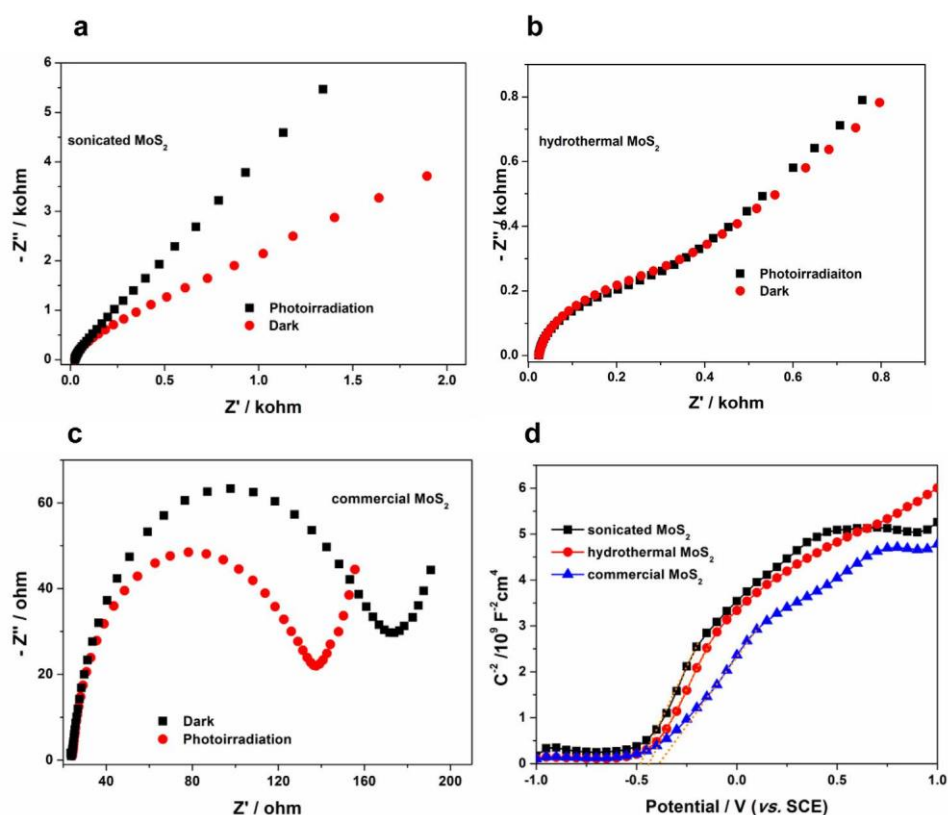 a
6
5
4
3
2
1
0
- Z'' / kohm
sonicated MoS2
Photoirradiation
Dark
0.0
0.5
1.0
1.5
2.0
Z' / kohm
b
0.8
0.6
0.4
0.2
0.0
- Z'' / kohm
hydrothermal MoS2
Photoirradiaiton
Dark
0.0
0.2
0.4
0.6
0.8
Z' / kohm
c
60
40
20
0
- Z'' / ohm
commercial MoS2
Dark
Photoirradiation
40
80
120
160
200
Z' / ohm
d
6
5
4
3
2
1
0
C-2 /109 F-2cm4
sonicated MoS2
hydrothermal MoS2
commercial MoS2
-1.0
-0.5
0.0
0.5
1.0
Potential / V (vs. SCE)